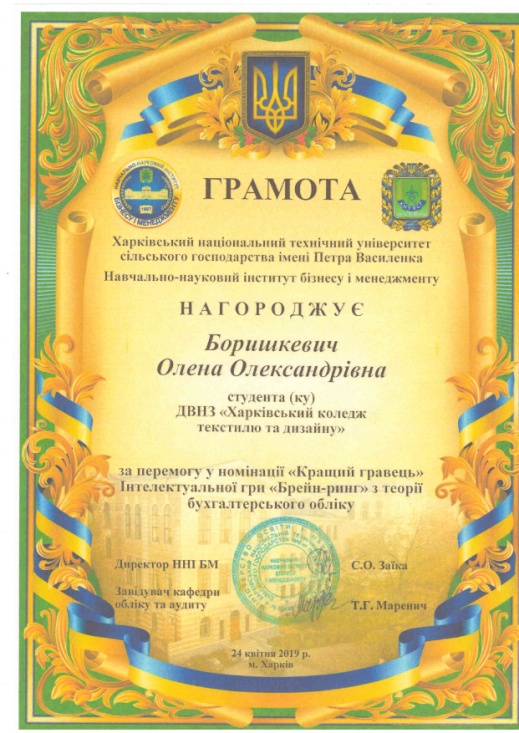 ГРАМОТА
Харківський національний технічний університет
сільського господарства імені Петра Василенка
Навчально-науковий інститут бізнесу і менеджменту
НАГОРОДЖУЄ
Боришкевич
Олена Олександрівна
студента (ку)
ДВНЗ «Харківський коледж
текстилю та дизайну»
за перемогу у номінації «Кращий гравець»
Інтелектуальної гри «Брейн-ринг» з теорії
бухгалтерського обліку
Директор ННІ БМ
С.О. Заїка
Завідувач кафедри
обліку та аудиту
Т.Г. Маренич
24 квітня 2019 р.
м. Харків